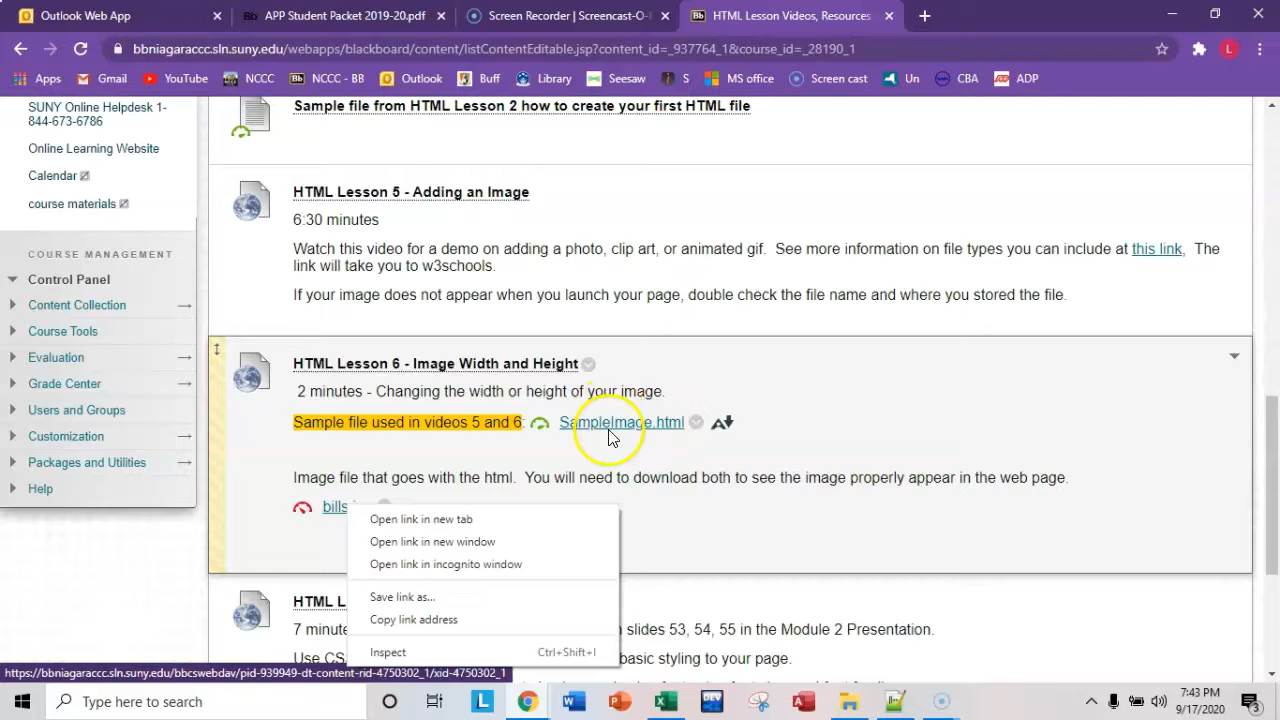 Outlook Web App
APP Student Packet 2019-20.pdf
Screen Recorder | Screencast-O-
HTML Lesson Videos, Resources
bbniagaraccc.sln.suny.edu/webapps/blackboard/content/listContentEditable.jsp?content_id=_937764_1&course_id=_28190_1
Apps
Gmail
YouTube
NCCC
NCCC - BB
Outlook
Buff
Library
Seesaw
S
MS office
Screen cast
Un
CBA
ADP
SUNY Online Helpdesk 1-
844-673-6786
Online Learning Website
Calendar
course materials
COURSE MANAGEMENT
Control Panel
Content Collection
Course Tools
Evaluation
Grade Center
Users and Groups
Customization
Packages and Utilities
Help
Sample file from HTML Lesson 2 how to create your first HTML file
HTML Lesson 5 - Adding an Image
6:30 minutes
Watch this video for a demo on adding a photo, clip art, or animated gif. See more information on file types you can include at this link, The
link will take you to w3schools.
If your image does not appear when you launch your page, double check the file name and where you stored the file.
HTML Lesson 6 - Image Width and Height
2 minutes - Changing the width or height of your image.
Sample file used in videos 5 and 6: SampleImage.html
Image file that goes with the html. You will need to download both to see the image properly appear in the web page.
bills
Open link in new tab
Open link in new window
Open link in incognito window
Save link as...
Copy link address
Inspect Ctrl+Shift+I
HTML L
7 minute
slides 53, 54, 55 in the Module 2 Presentation.
Use CS
basic styling to your page.
https://bbniagaraccc.sln.suny.edu/bbcswebdav/pid-939949-dt-content-rid-4750302_1/xid-4750302_1
Type here to search
7:43 PM
9/17/2020